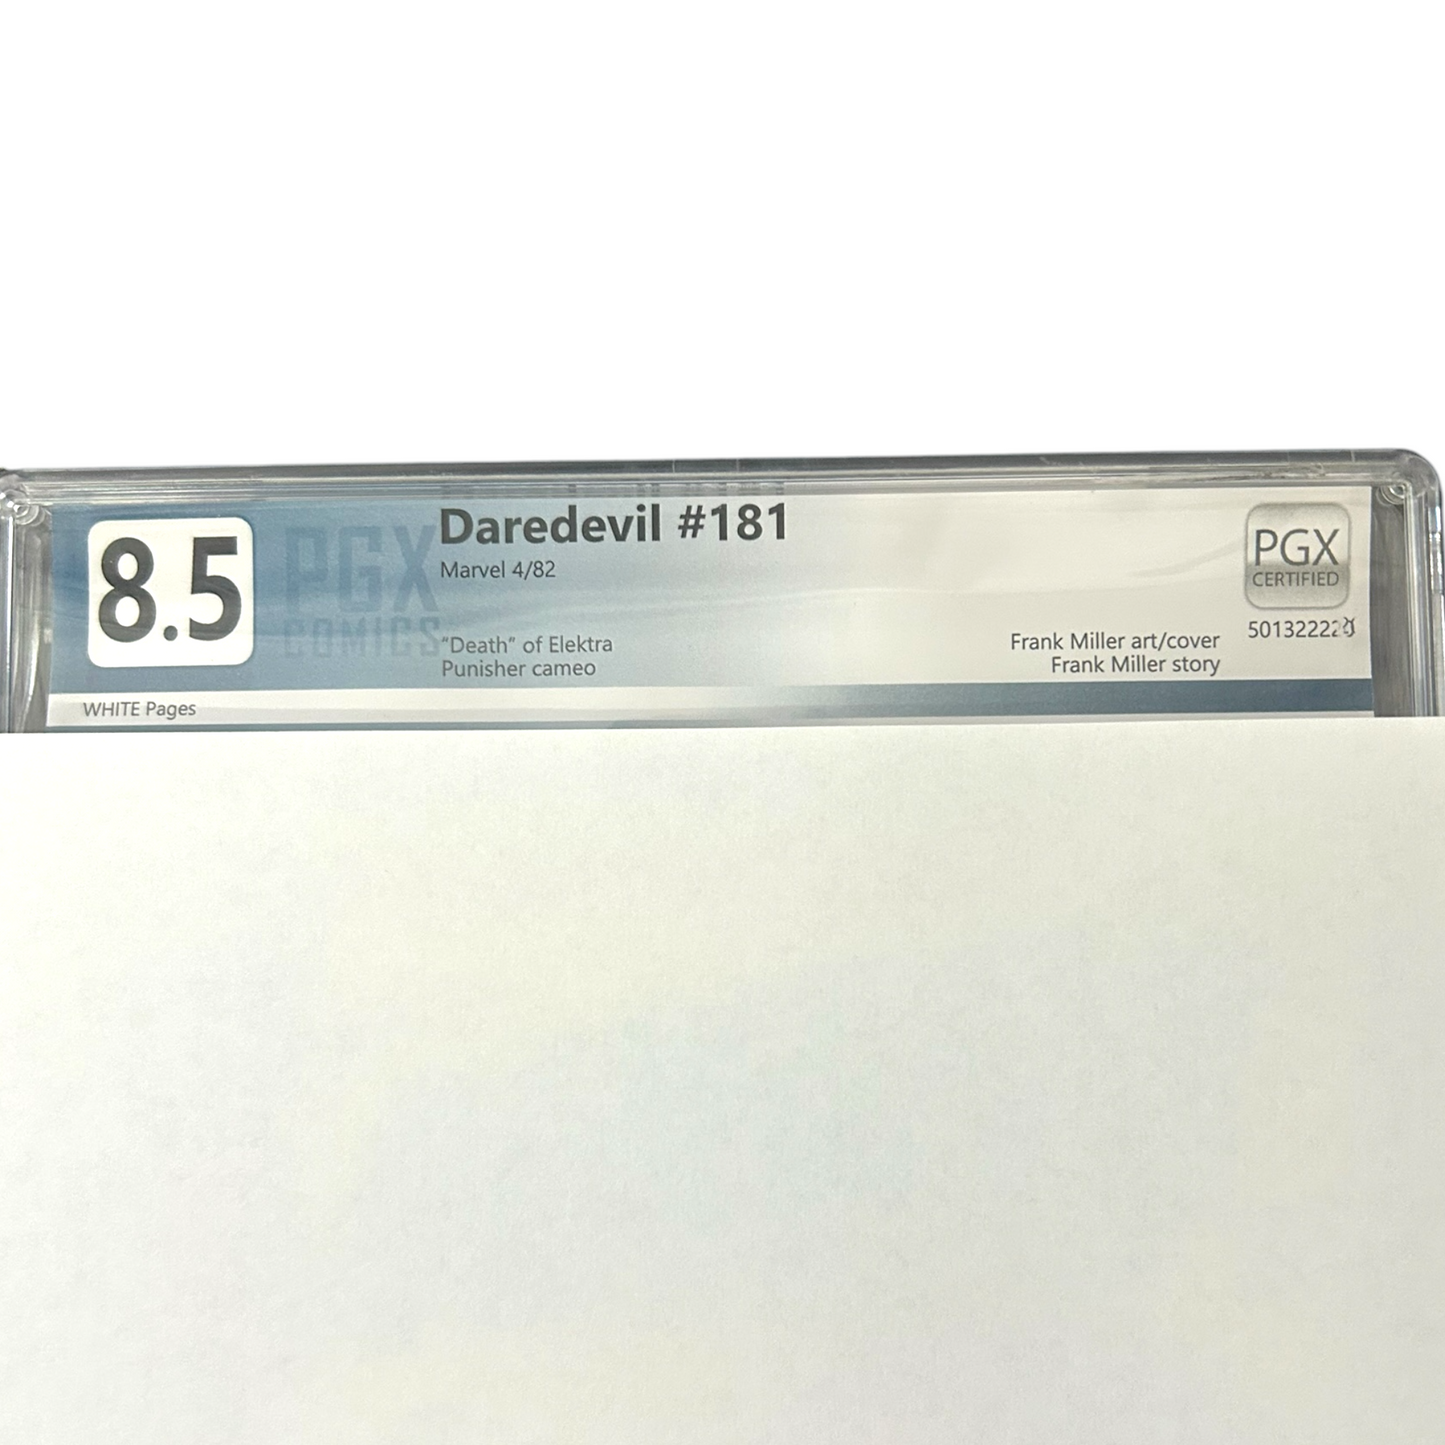 8.5
PGX
COMICS
Daredevil #181
Marvel 4/82
"Death" of Elektra
Punisher cameo
PGX
CERTIFIED
Frank Miller art/cover
Frank Miller story
WHITE Pages